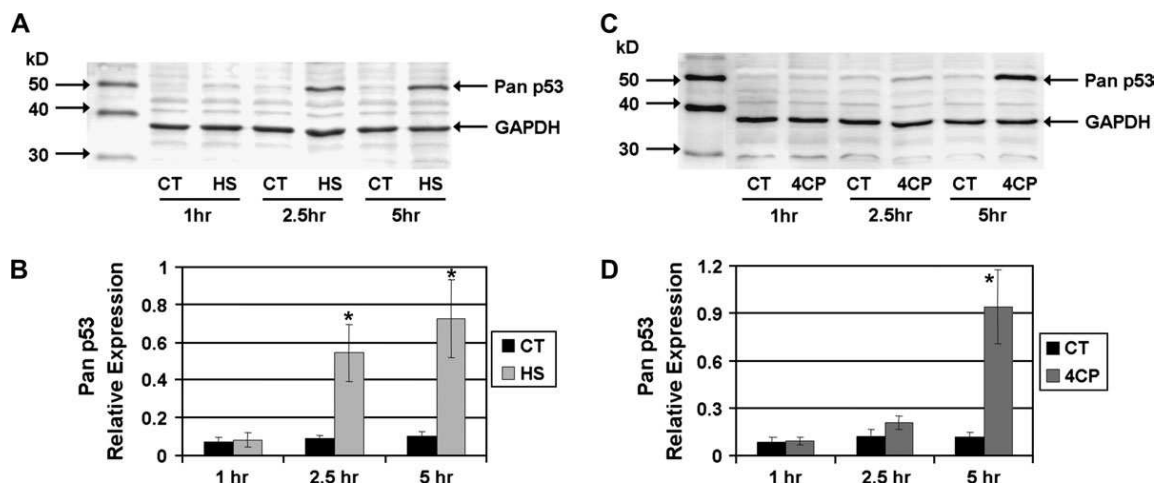 A
kD
50
40
30
Pan p53
GAPDH
CT HS CT HS CT HS
1hr 2.5hr 5hr
C
kD
50
40
30
Pan p53
GAPDH
CT 4CP CT 4CP CT 4CP
1hr 2.5hr 5hr
B
Pan p53
Relative Expression
1
0.8
0.6
0.4
0.2
0
*
*
1 hr 2.5 hr 5 hr
CT
HS
D
Pan p53
Relative Expression
1.2
0.9
0.6
0.3
0
*
1 hr 2.5 hr 5 hr
CT
4CP